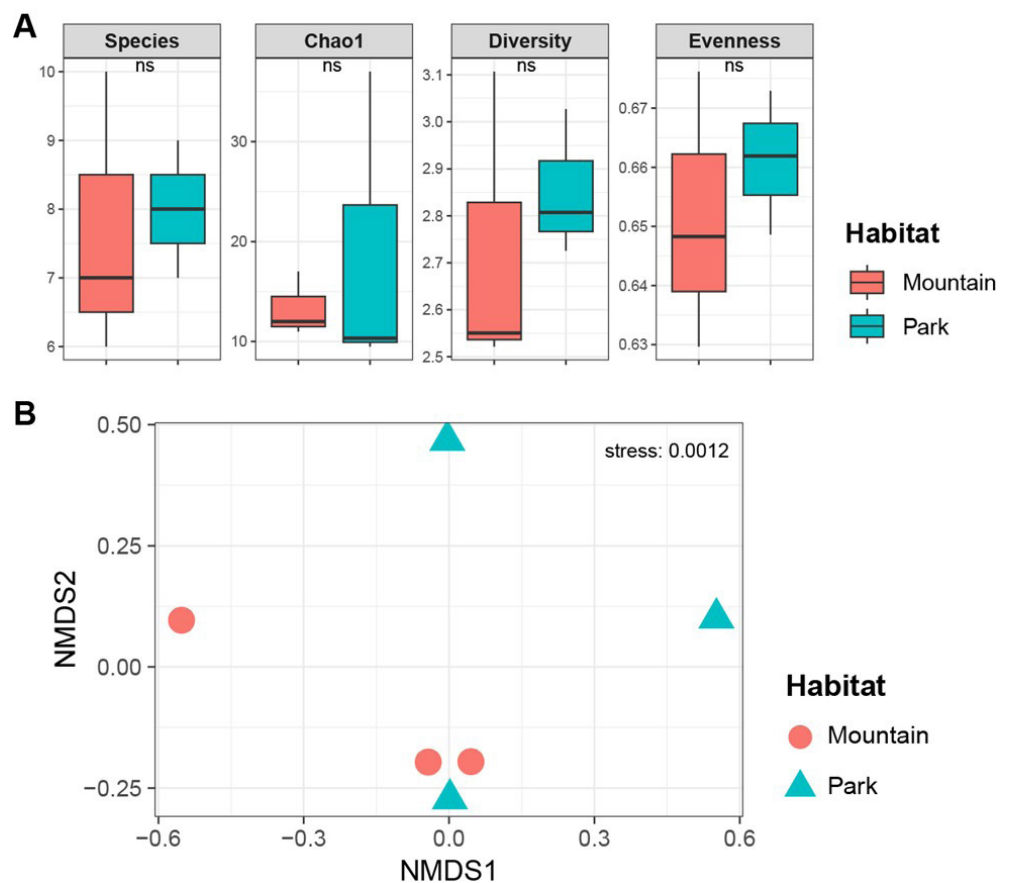 A
Species Chao1 Diversity Evenness
ns ns ns ns
10
9
8
7
6
30
20
10
3.1
3.0
2.9
2.8
2.7
2.6
2.5
0.67
0.66
0.65
0.64
0.63
Habitat
Mountain
Park
B
stress: 0.0012
0.50
0.25
0.00
−0.25
NMDS2
−0.6 −0.3 0.0 0.3 0.6
NMDS1
Habitat
Mountain
Park